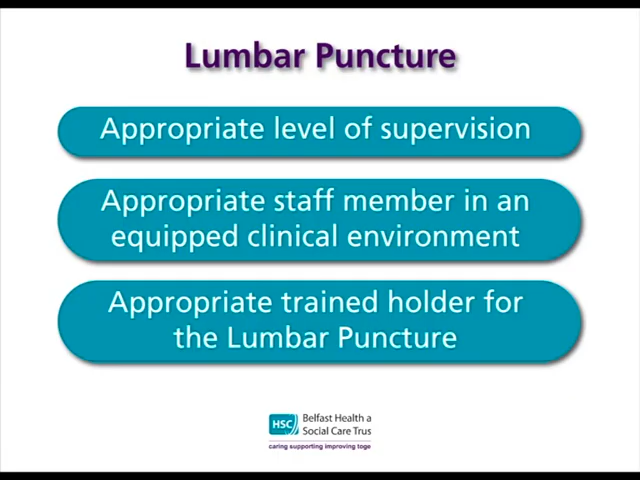 Lumbar Puncture
Appropriate level of supervision
Appropriate staff member in an
equipped clinical environment
Appropriate trained holder for
the Lumbar Puncture
HSC
Belfast Health a
Social Care Trus
caring supporting improving toge